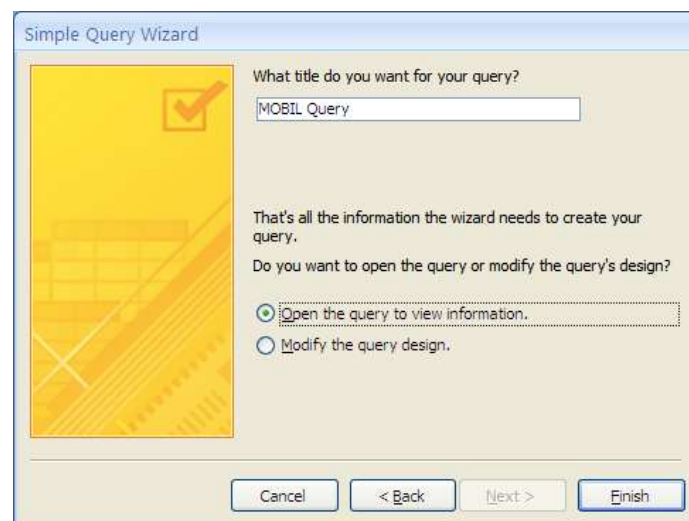 Simple Query Wizard
What title do you want for your query?
MOBIL Query
That's all the information the wizard needs to create your
query.
Do you want to open the query or modify the query's design?
Open the query to view information.
Modify the query design.
Cancel
< Back
Next >
Finish